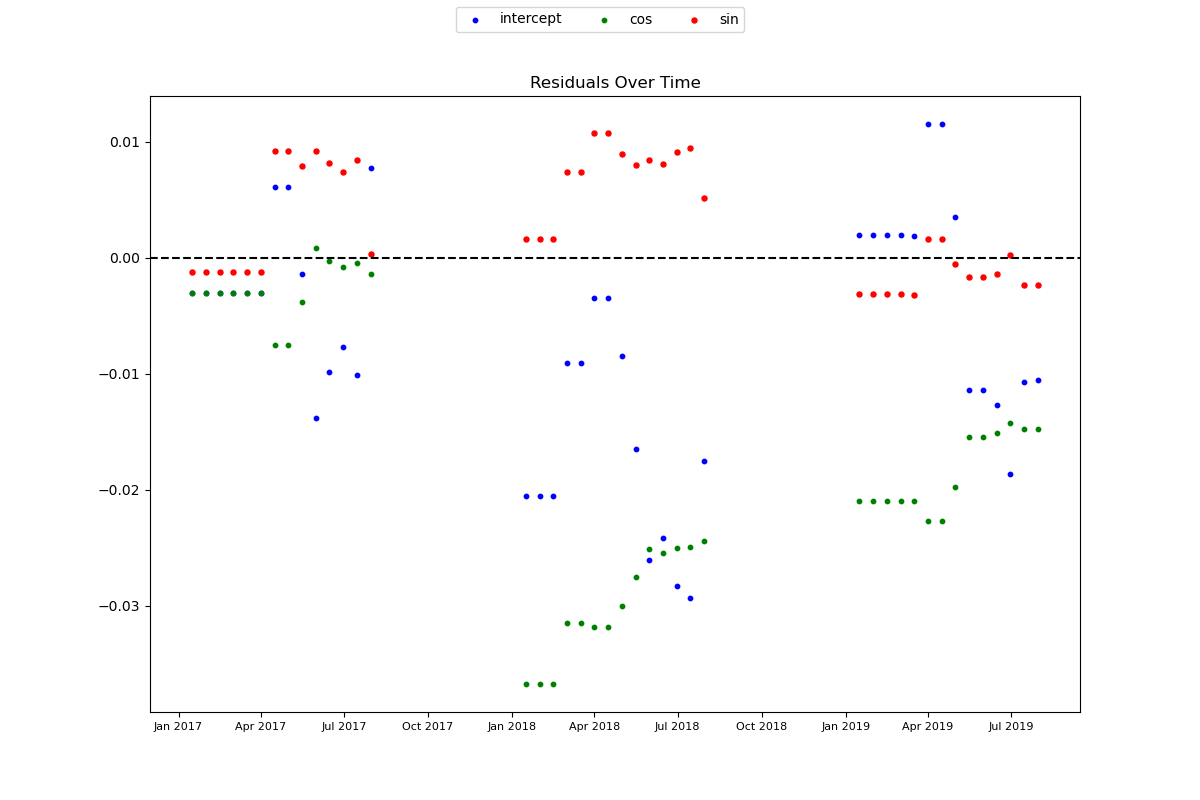 intercept cos sin
Residuals Over Time
0.01
0.00
−0.01
−0.02
−0.03
Jan 2017 Apr 2017 Jul 2017 Oct 2017 Jan 2018 Apr 2018 Jul 2018 Oct 2018 Jan 2019 Apr 2019 Jul 2019